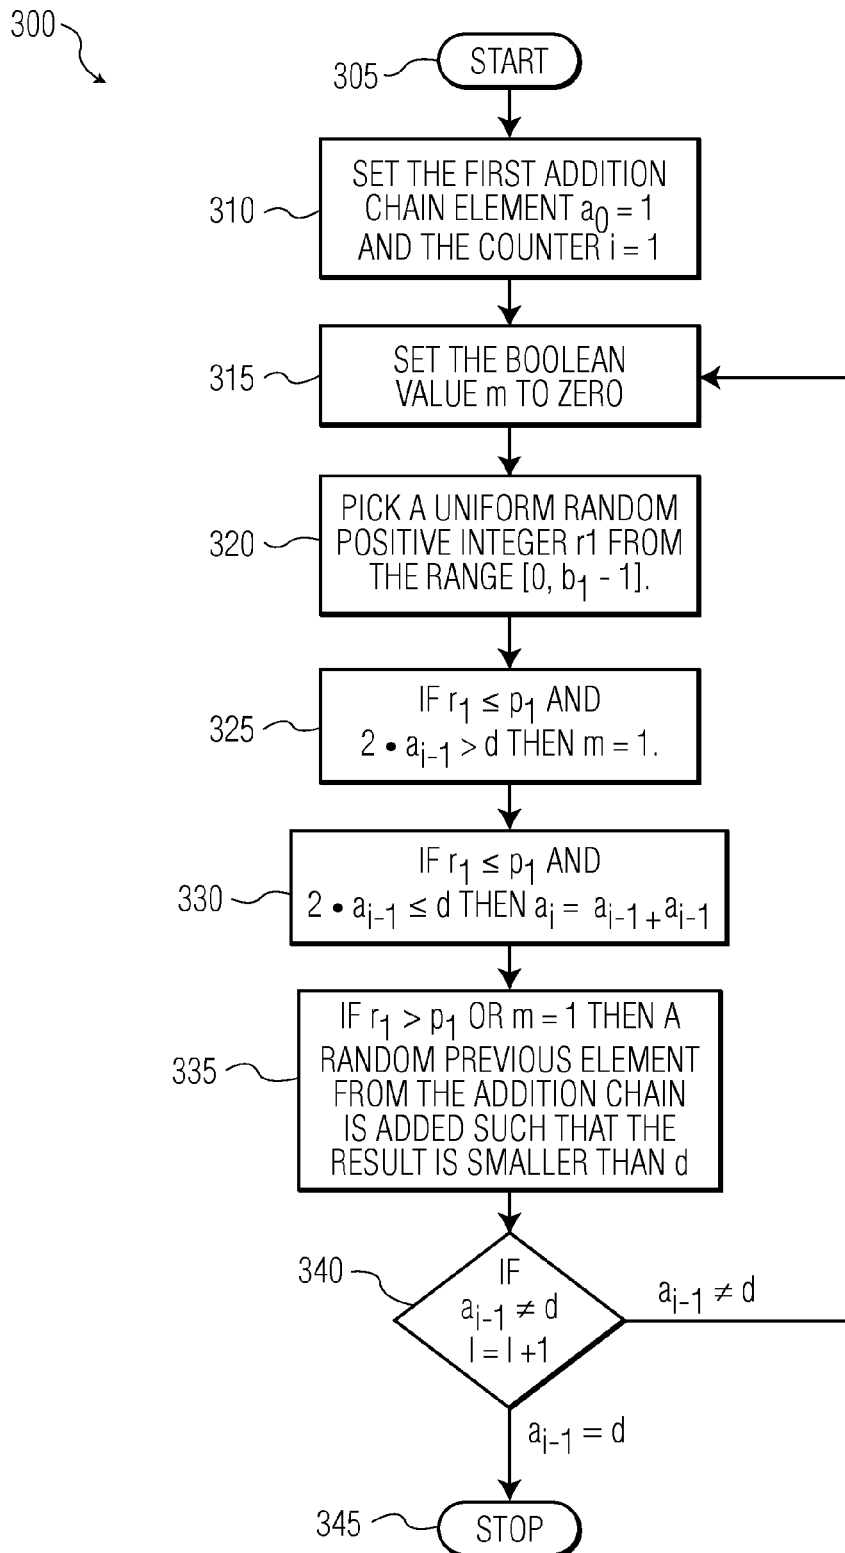 300
305
START
310
SET THE FIRST ADDITION
CHAIN ELEMENT a₀ = 1
AND THE COUNTER i = 1
315
SET THE BOOLEAN
VALUE m TO ZERO
320
PICK A UNIFORM RANDOM
POSITIVE INTEGER r1 FROM
THE RANGE [0, b₁ - 1].
325
IF r₁ ≤ p₁ AND
2 • aᵢ₋₁ > d THEN m = 1.
330
IF r₁ ≤ p₁ AND
2 • aᵢ₋₁ ≤ d THEN aᵢ = aᵢ₋₁ + aᵢ₋₁
335
IF r₁ > p₁ OR m = 1 THEN A
RANDOM PREVIOUS ELEMENT
FROM THE ADDITION CHAIN
IS ADDED SUCH THAT THE
RESULT IS SMALLER THAN d
340
IF
aᵢ₋₁ ≠ d
I = I +1
aᵢ₋₁ ≠ d
aᵢ₋₁ = d
345
STOP